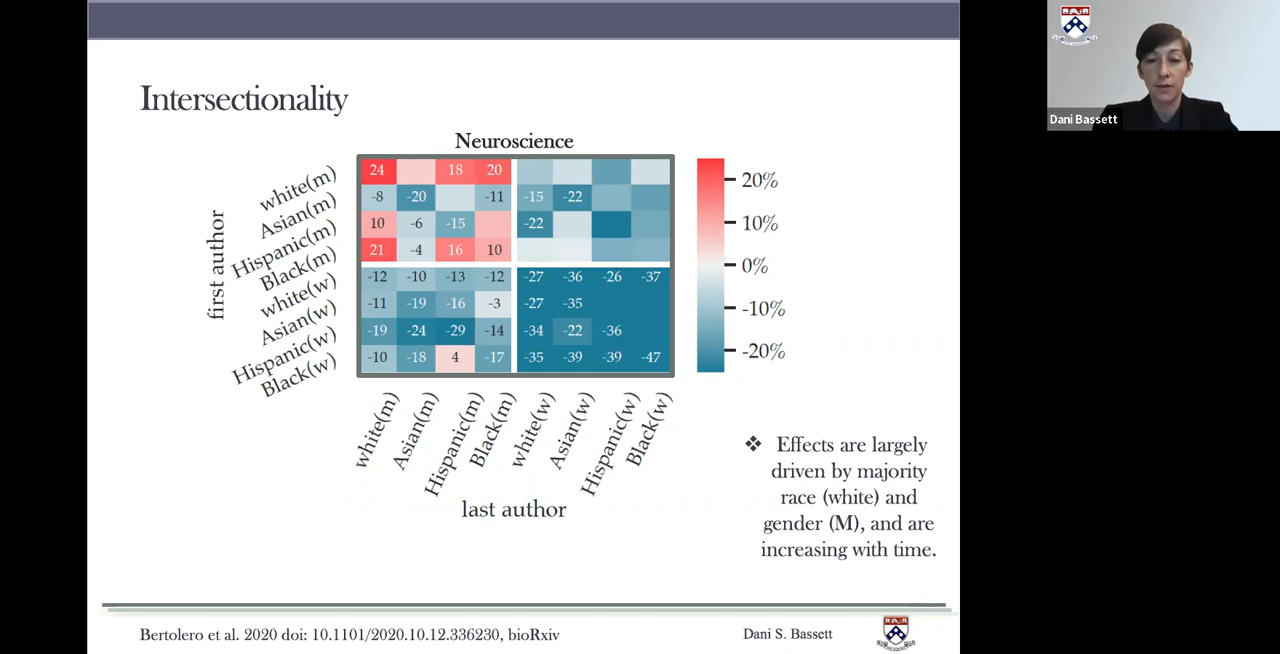 Intersectionality
Neuroscience
first author
white(m)
Asian(m)
Hispanic(m)
Black(m)
white(w)
Asian(w)
Hispanic(w)
Black(w)
24 18 20
-8 -20 -11 -15 -22
10 -6 -15 -22
21 -4 16 10
-12 -10 -13 -12 -27 -36 -26 -37
-11 -19 -16 -3 -27 -35
-19 -24 -29 -14 -34 -22 -36
-10 -18 4 -17 -35 -39 -39 -47
20%
10%
0%
-10%
-20%
white(m)
Asian(m)
Hispanic(m)
Black(m)
white(w)
Asian(w)
Hispanic(w)
Black(w)
last author
❖ Effects are largely
driven by majority
race (white) and
gender (M), and are
increasing with time.
Bertolero et al. 2020 doi: 10.1101/2020.10.12.336230, bioRxiv
Dani S. Bassett
Dani Bassett